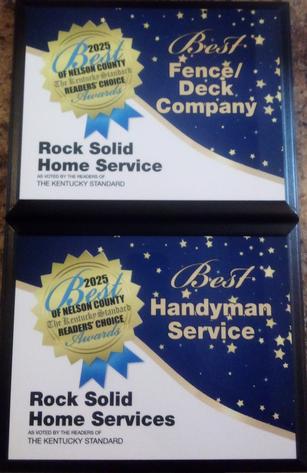 2025
Best
OF NELSON COUNTY
The Kentucky Standard
READERS' CHOICE
Awards
Best
Fence/
Deck
Company
Rock Solid
Home Service
AS VOTED BY THE READERS OF
THE KENTUCKY STANDARD
2025
Best
OF NELSON COUNTY
The Kentucky Standard
READERS' CHOICE
Awards
Best
Handyman
Service
Rock Solid
Home Services
AS VOTED BY THE READERS OF
THE KENTUCKY STANDARD